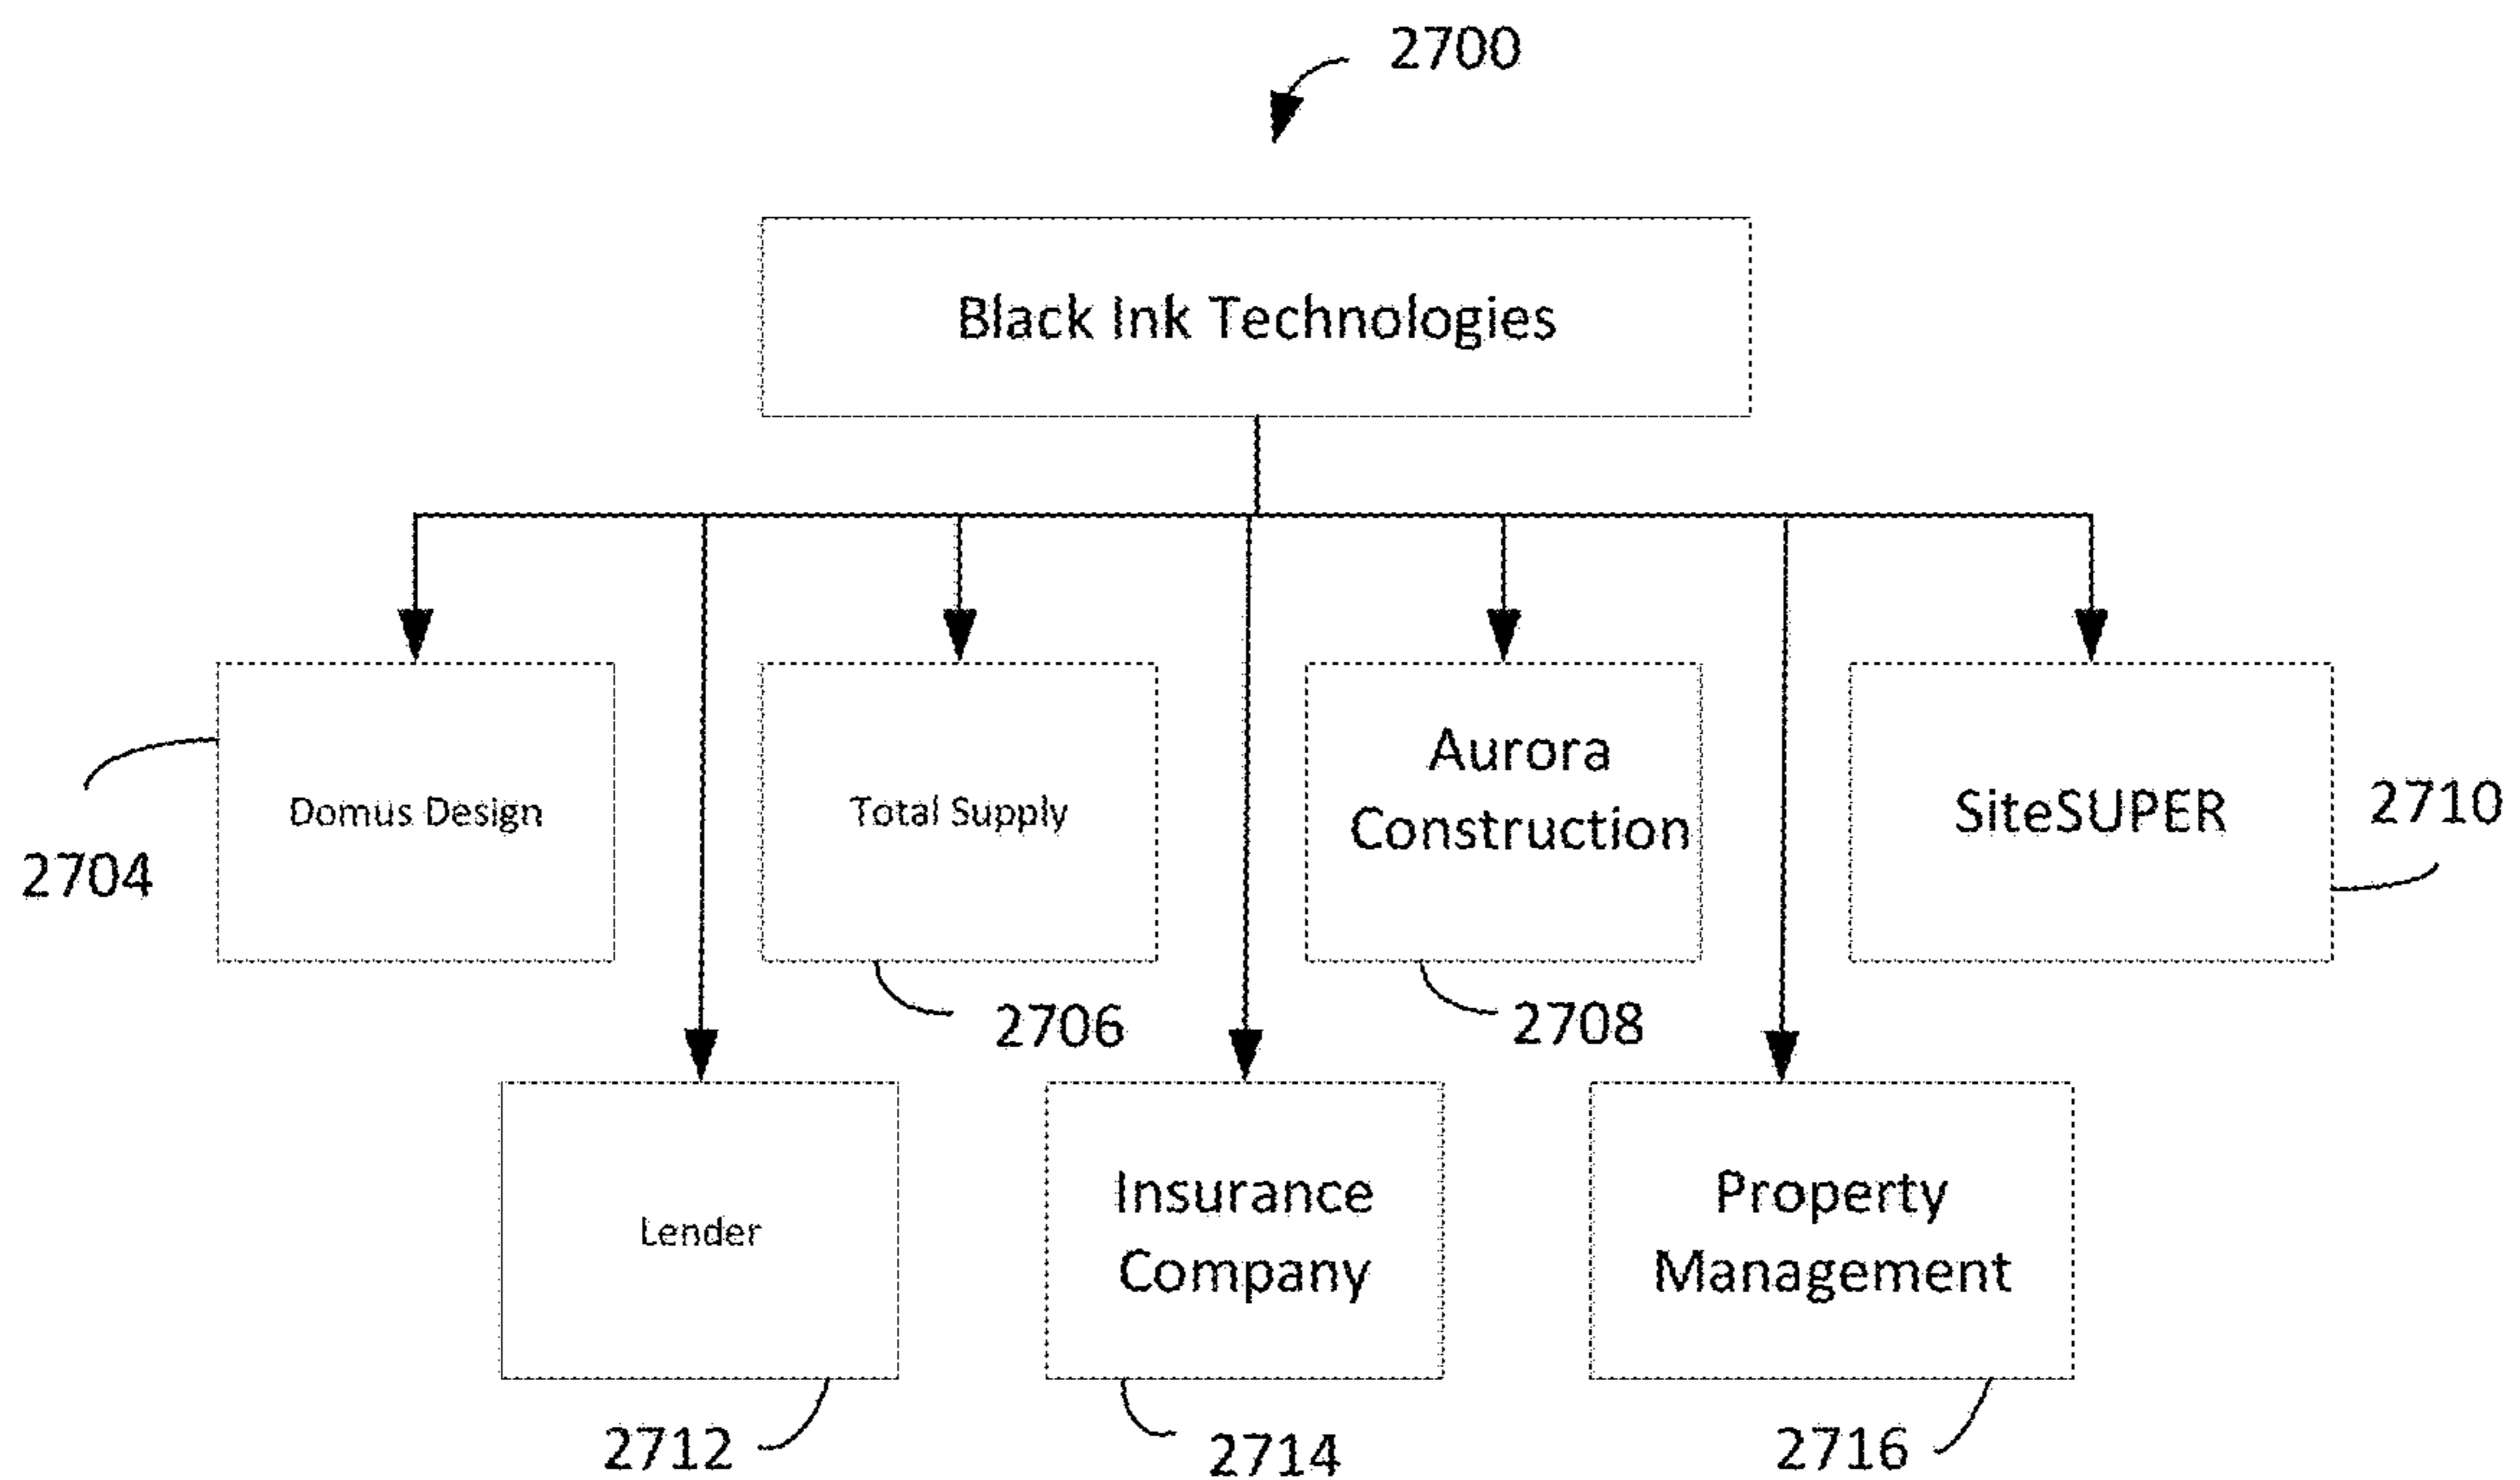 2700
Black Ink Technologies
Domus Design
Total Supply
Aurora
Construction
SiteSUPER
2710
2704
2706
2708
Lender
Insurance
Company
Property
Management
2712
2714
2716